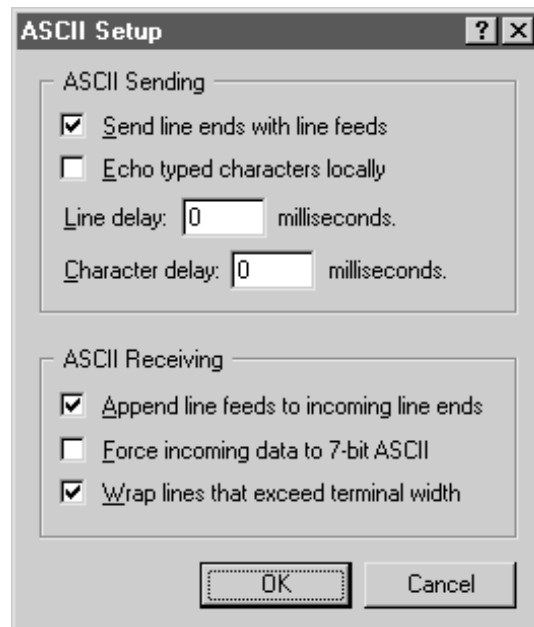 ASCII Setup ? X
ASCII Sending
Send line ends with line feeds
Echo typed characters locally
Line delay: 0 milliseconds.
Character delay: 0 milliseconds.
ASCII Receiving
Append line feeds to incoming line ends
Force incoming data to 7-bit ASCII
Wrap lines that exceed terminal width
OK Cancel